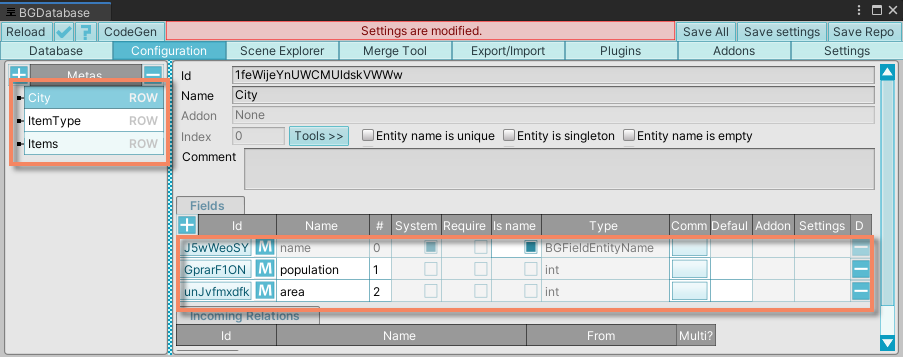 BGDatabase
Reload CodeGen Settings are modified. Save All Save settings Save Repo
Database Configuration Scene Explorer Merge Tool Export/Import Plugins Addons Settings
Metas
City ROW
ItemType ROW
Items ROW
Id 1feWijeYnUWCMUIdskVWWw
Name City
Addon None
Index 0 Tools >> Entity name is unique Entity is singleton Entity name is empty
Comment
Fields
Id Name # System Require Is name Type Comm Defaul Addon Settings D
J5wWeoSY M name 0 BGFieldEntityName
GprarF1ON M population 1 int
unJvfmxdfk M area 2 int
Incoming Relations
Id Name From Multi?